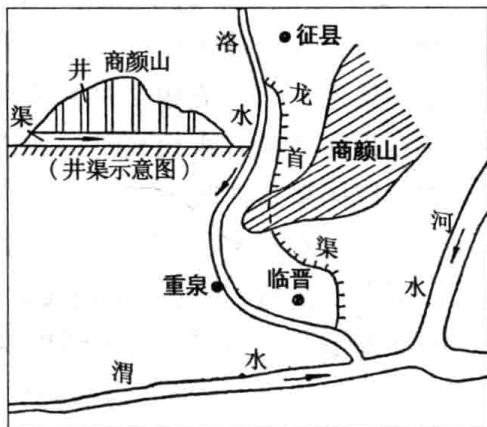 商颜山
井
渠
(井渠示意图)
洛
水
征县
龙
首
渠
商颜山
河
水
重泉
临晋
渭
水